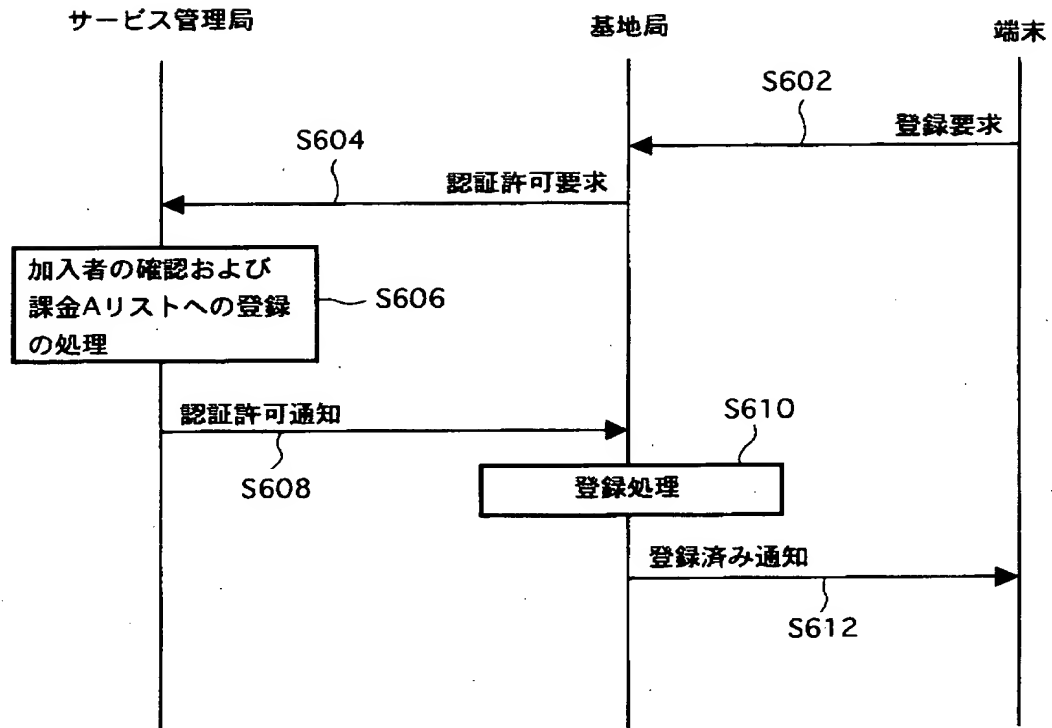 サービス管理局
基地局
端末
S602
登録要求
S604
認証許可要求
加入者の確認および
課金Aリストへの登録
の処理
S606
認証許可通知
S608
S610
登録処理
登録済み通知
S612